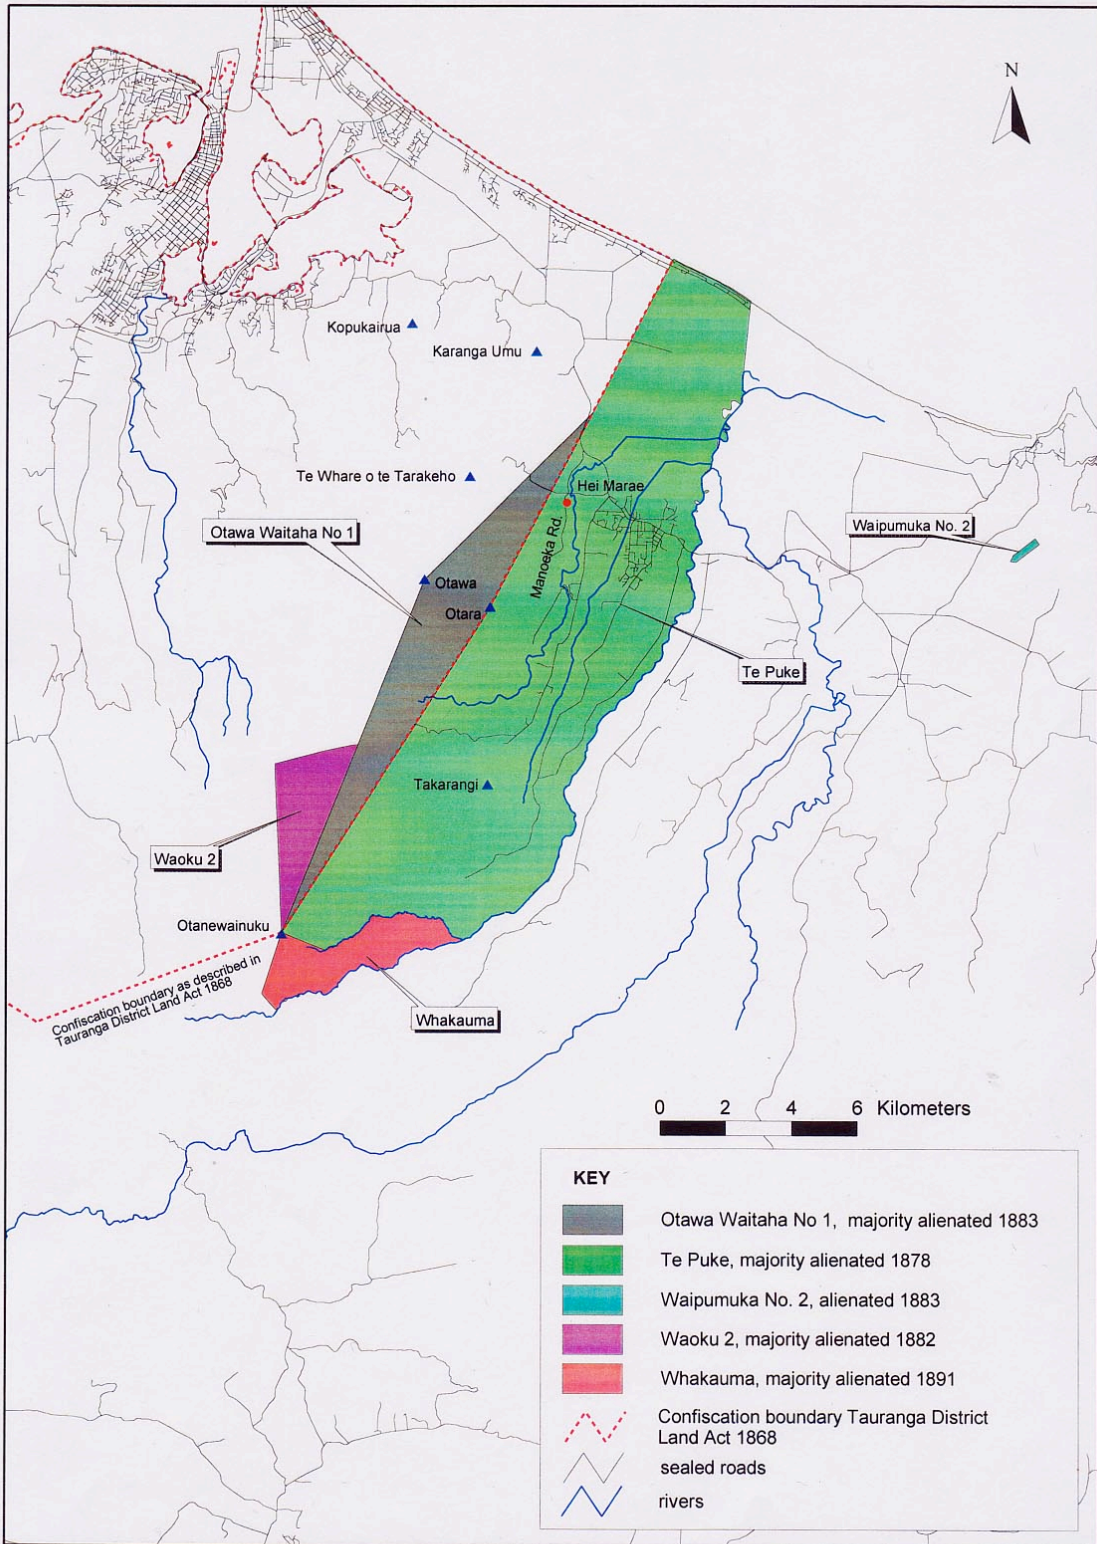 N
Kopukairua
Karanga Umu
Te Whare o te Tarakeho
Hei Marae
Otawa Waitaha No 1
Waipumuka No. 2
Manoeka Rd.
Otawa
Otara
Te Puke
Takarangi
Waoku 2
Otanewainuku
Confiscation boundary as described in
Tauranga District Land Act 1868
Whakauma
0 2 4 6 Kilometers
KEY
Otawa Waitaha No 1, majority alienated 1883
Te Puke, majority alienated 1878
Waipumuka No. 2, alienated 1883
Waoku 2, majority alienated 1882
Whakauma, majority alienated 1891
Confiscation boundary Tauranga District
Land Act 1868
sealed roads
rivers